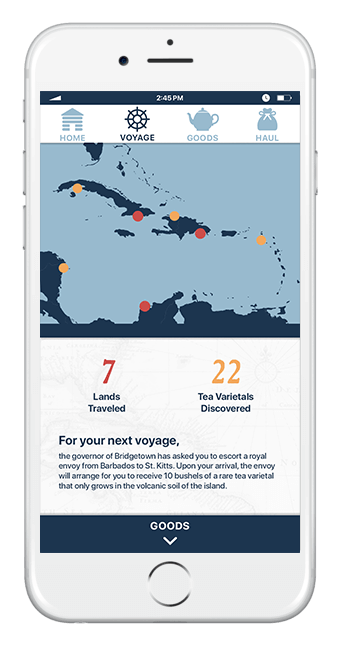 2:45 PM
HOME VOYAGE GOODS HAUL
7 22
Lands Tea Varietals
Traveled Discovered
For your next voyage,
the governor of Bridgetown has asked you to escort a royal
envoy from Barbados to St. Kitts. Upon your arrival, the envoy
will arrange for you to receive 10 bushels of a rare tea varietal
that only grows in the volcanic soil of the island.
GOODS